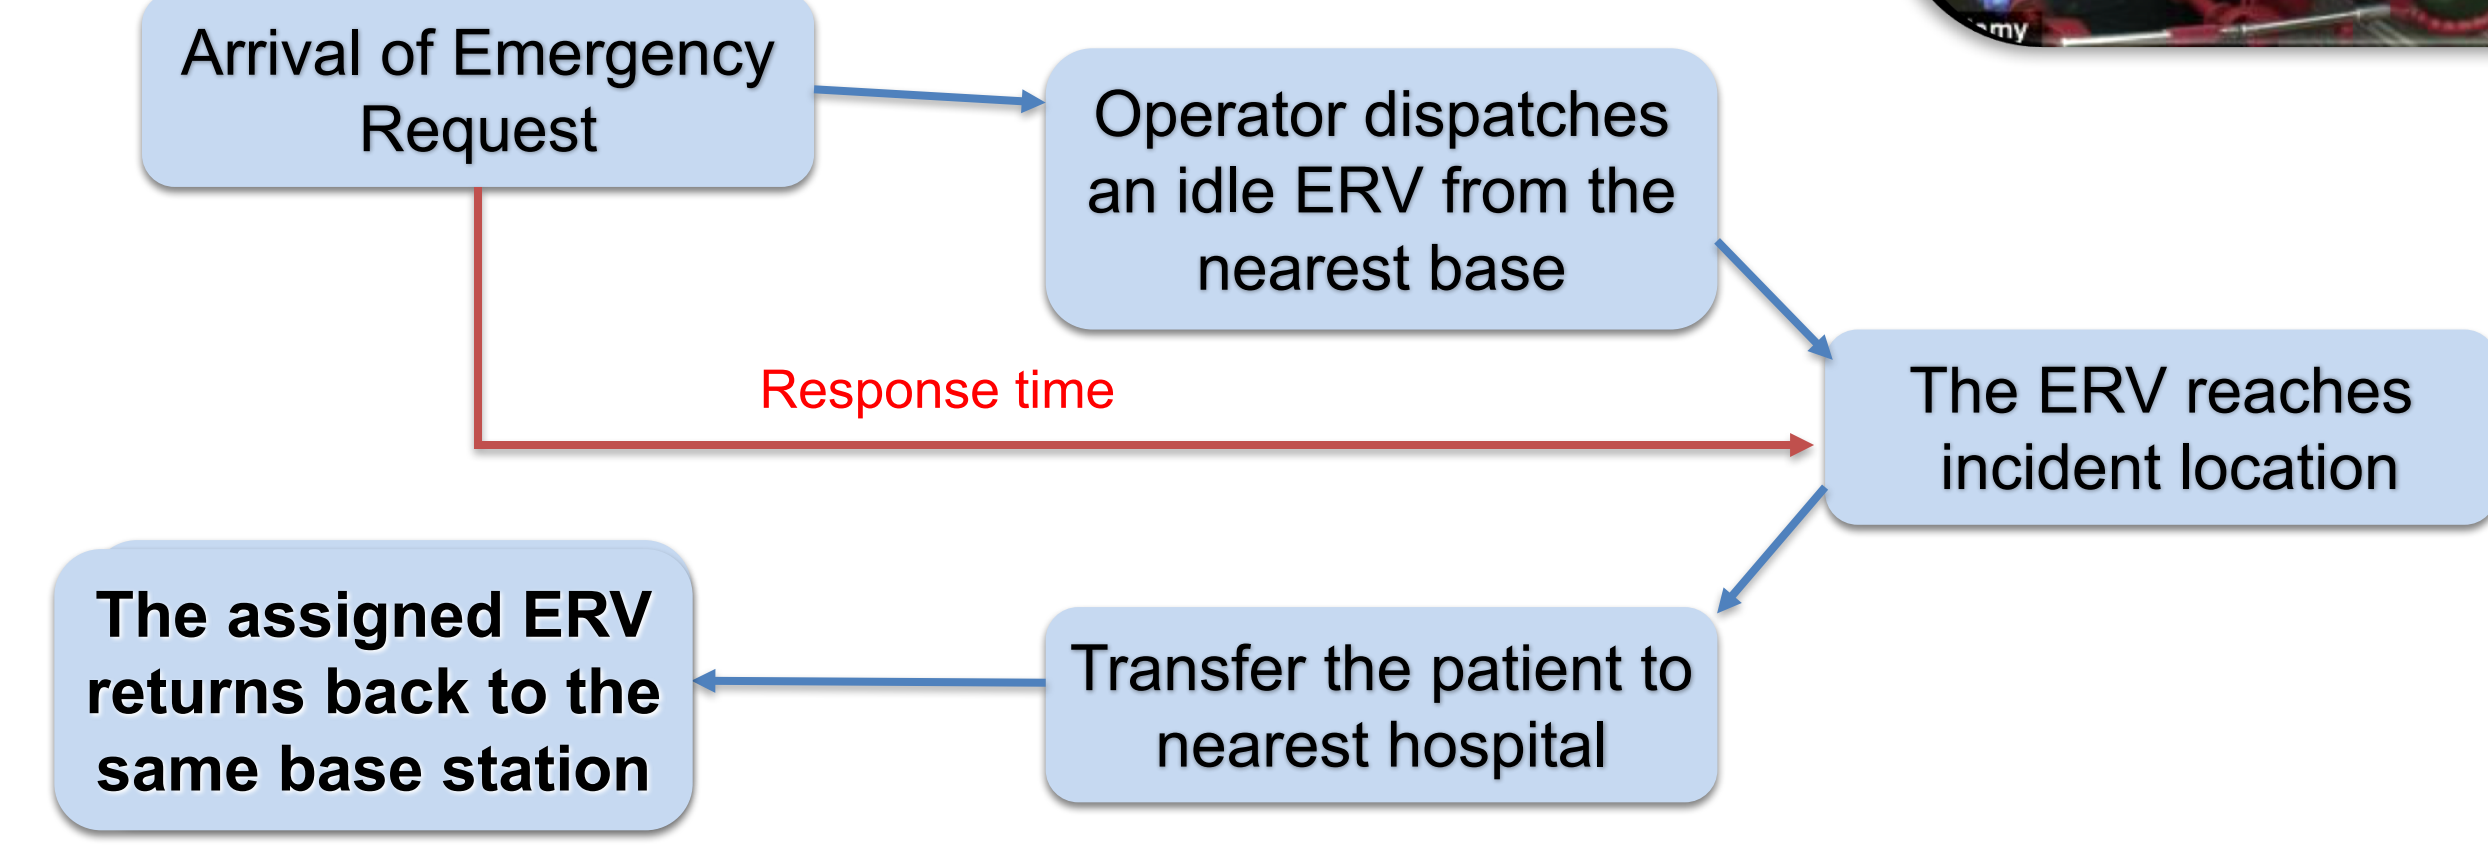 Arrival of Emergency
Request
Operator dispatches
an idle ERV from the
nearest base
Response time
The ERV reaches
incident location
The assigned ERV
returns back to the
same base station
Transfer the patient to
nearest hospital